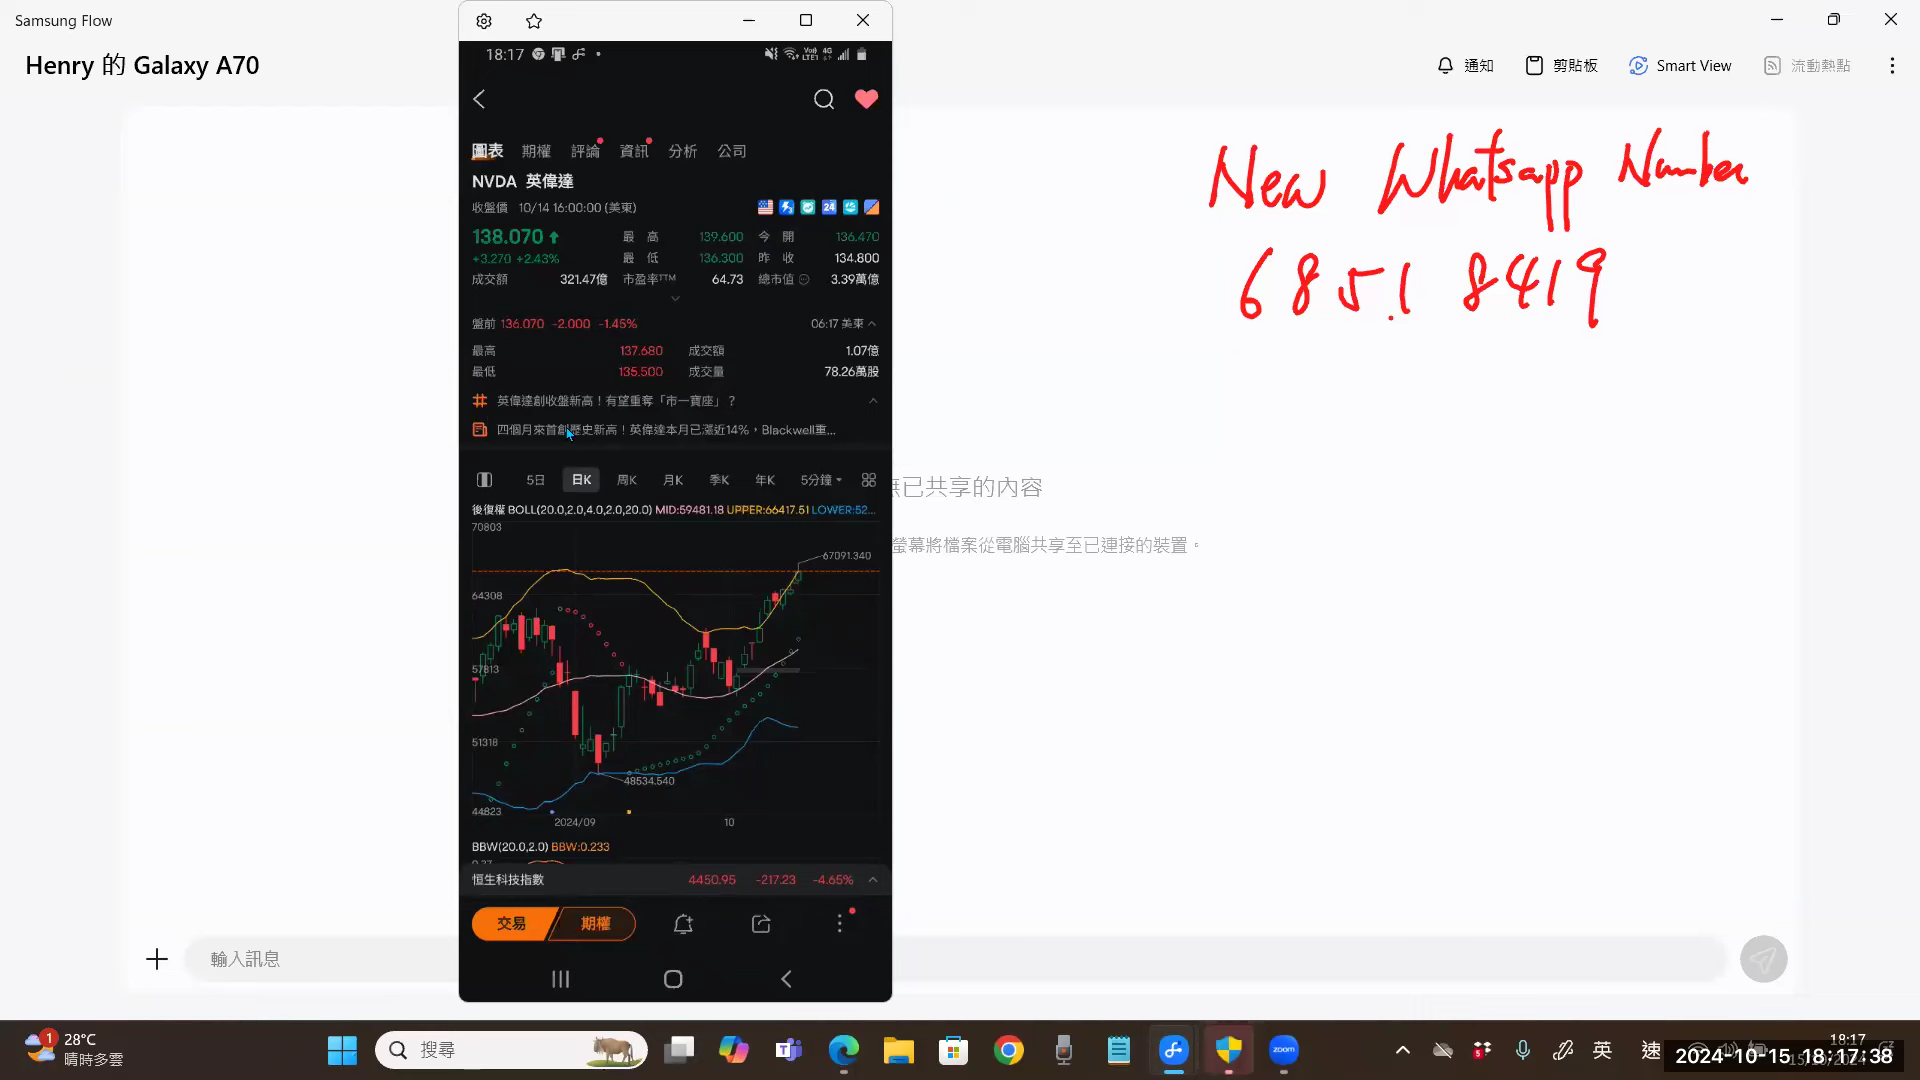 Samsung Flow
Henry 的 Galaxy A70
通知
剪貼板
Smart View
流動熱點
New Whatsapp Number
6851 8419
18:17
圖表 期權 評論 資訊 分析 公司
NVDA 英偉達
收盤價 10/14 16:00:00 (美東)
24
138.070 最 高 139.600 今 開 136.470
+3.270 +2.43% 最 低 136.300 昨 收 134.800
成交額 321.47億 市盈率TTM 64.73 總市值 3.39萬億
盤前 136.070 -2.000 -1.45% 06:17 美東
最高 137.680 成交額 1.07億
最低 135.500 成交量 78.26萬股
英偉達創收盤新高！有望重奪「市一寶座」？
四個月來首創歷史新高！英偉達本月已漲近14%，Blackwell重...
5日 日K 周K 月K 季K 年K 5分鐘
後復權 BOLL(20.0,2.0,4.0,2.0,20.0) MID:59481.18 UPPER:66417.51 LOWER:52...
70803
67091.340
64308
57813
51318
48534.540
44823
2024/09 10
BBW(20.0,2.0) BBW:0.233
恒生科技指數 4450.95 -217.23 -4.65%
交易 期權
已共享的內容
螢幕將檔案從電腦共享至已連接的裝置。
輸入訊息
1
28°C
晴時多雲
搜尋
zoom
英
速
18:17
2024-10-15 18:17:38